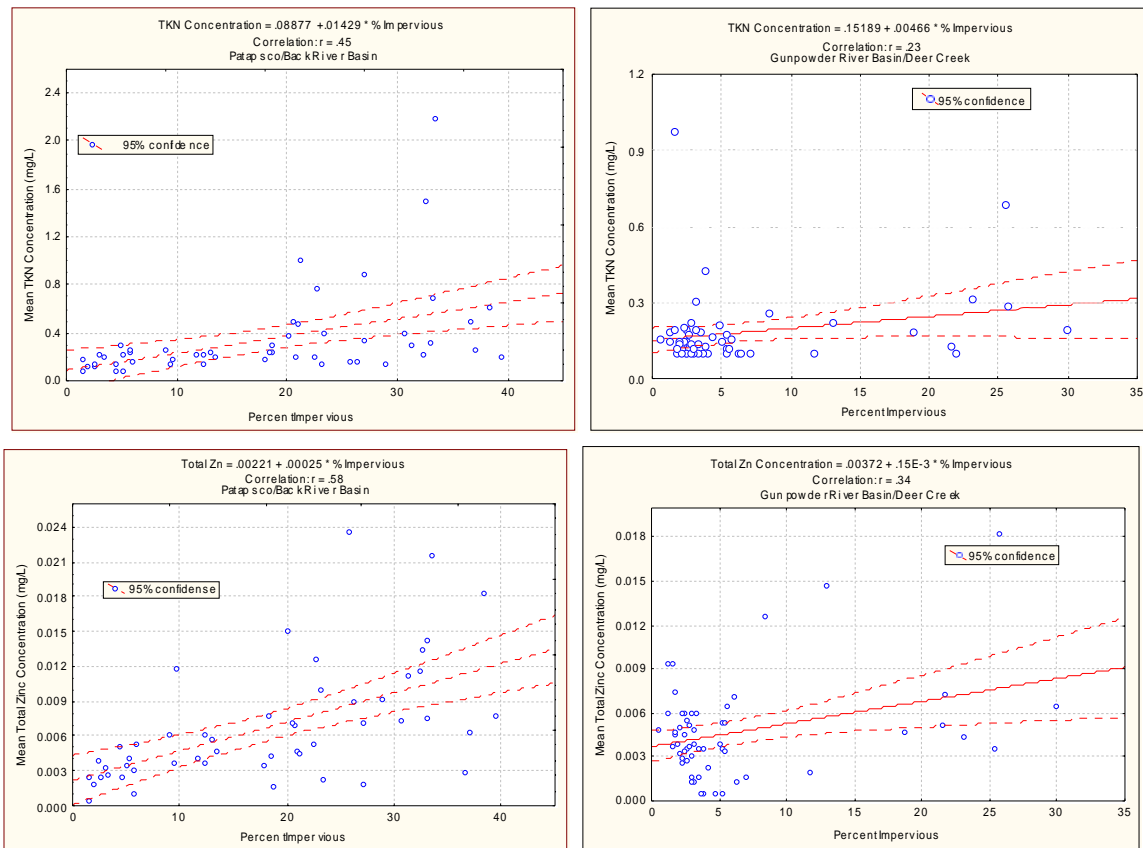 TKN Concentration = .08877 +.01429 * % Impervious
Correlation: r = .45
Patapsco/Back River Basin
Mean TKN Concentration (mg/L)
2.4
2.0
1.6
1.2
0.8
0.4
0.0
95% confidence
0 10 20 30 40
Percent Impervious
TKN Concentration = .15189 + .00466 * % Impervious
Correlation: r = .23
Gunpowder River Basin/Deer Creek
Mean TKN Concentration (mg/L)
1.2
0.9
0.6
0.3
0.0
95% confidence
0 5 10 15 20 25 30 35
Percent Impervious
Total Zn = .00221 + .00025 * % Impervious
Correlation: r = .58
Patapsco/Back River Basin
Mean Total Zinc Concentration (mg/L)
0.024
0.021
0.018
0.015
0.012
0.009
0.006
0.003
0.000
95% confidense
0 10 20 30 40
Percent Impervious
Total Zn Concentration = .00372 + .15E-3 * % Impervious
Correlation: r = .34
Gunpowder River Basin/Deer Creek
Mean Total Zinc Concentration (mg/L)
0.018
0.015
0.012
0.009
0.006
0.003
0.000
95% confidence
0 5 10 15 20 25 30 35
Percent Impervious